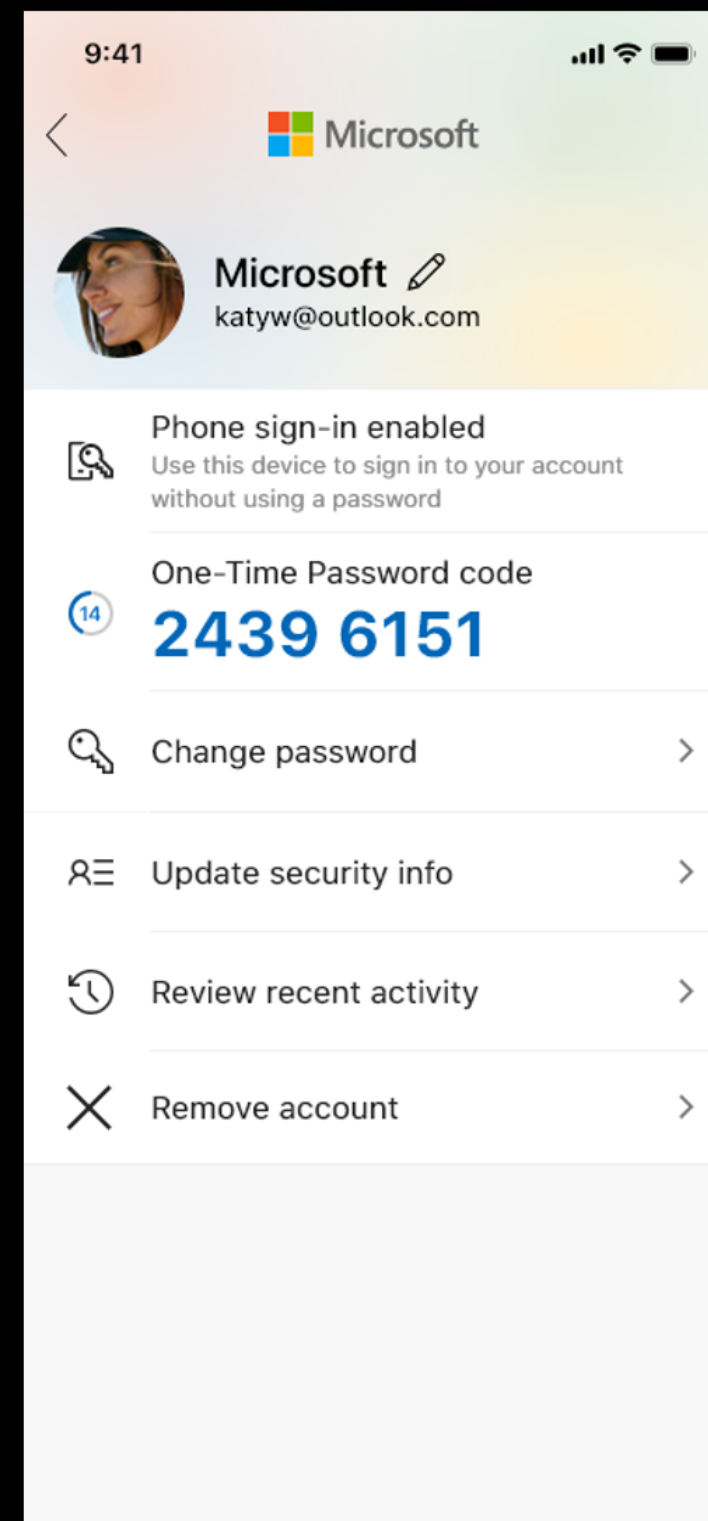 9:41
Microsoft
Microsoft
katyw@outlook.com
Phone sign-in enabled
Use this device to sign in to your account
without using a password
One-Time Password code
14
2439 6151
Change password
Update security info
Review recent activity
Remove account